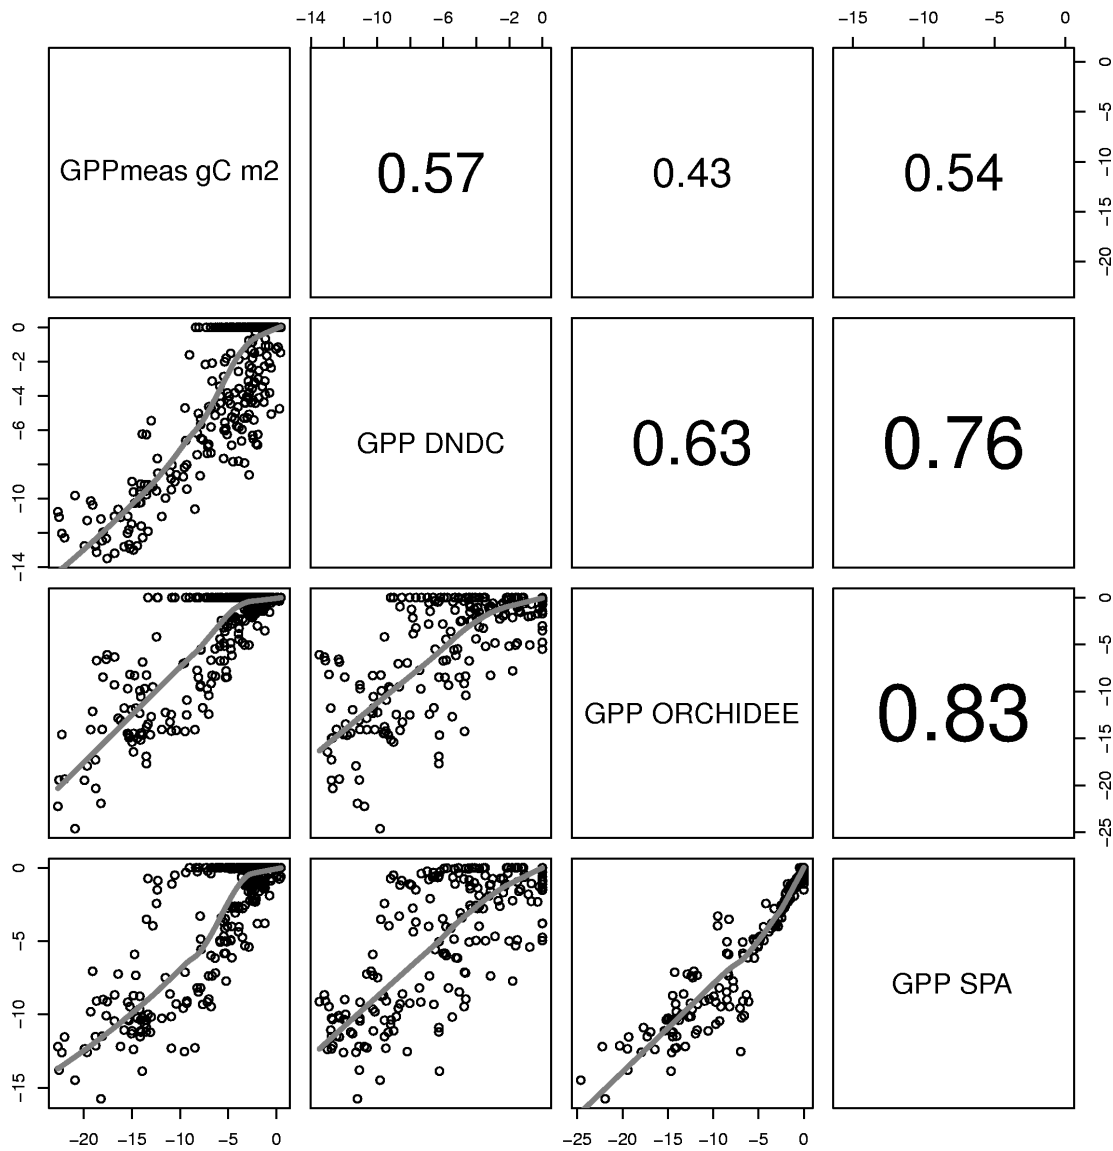 −14 −10 −6 −2 0
−15 −10 −5 0
GPPmeas gC m2
0.57
0.43
0.54
0 −5 −10 −15 −20
0 −2 −4 −6 −10 −14
GPP DNDC
0.63
0.76
GPP ORCHIDEE
0.83
0 −5 −10 −15 −20 −25
0 −5 −10 −15
GPP SPA
−20 −15 −10 −5 0
−25 −20 −15 −10 −5 0